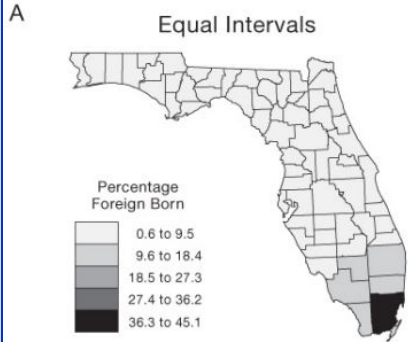 A
Equal Intervals
Percentage
Foreign Born
0.6 to 9.5
9.6 to 18.4
18.5 to 27.3
27.4 to 36.2
36.3 to 45.1